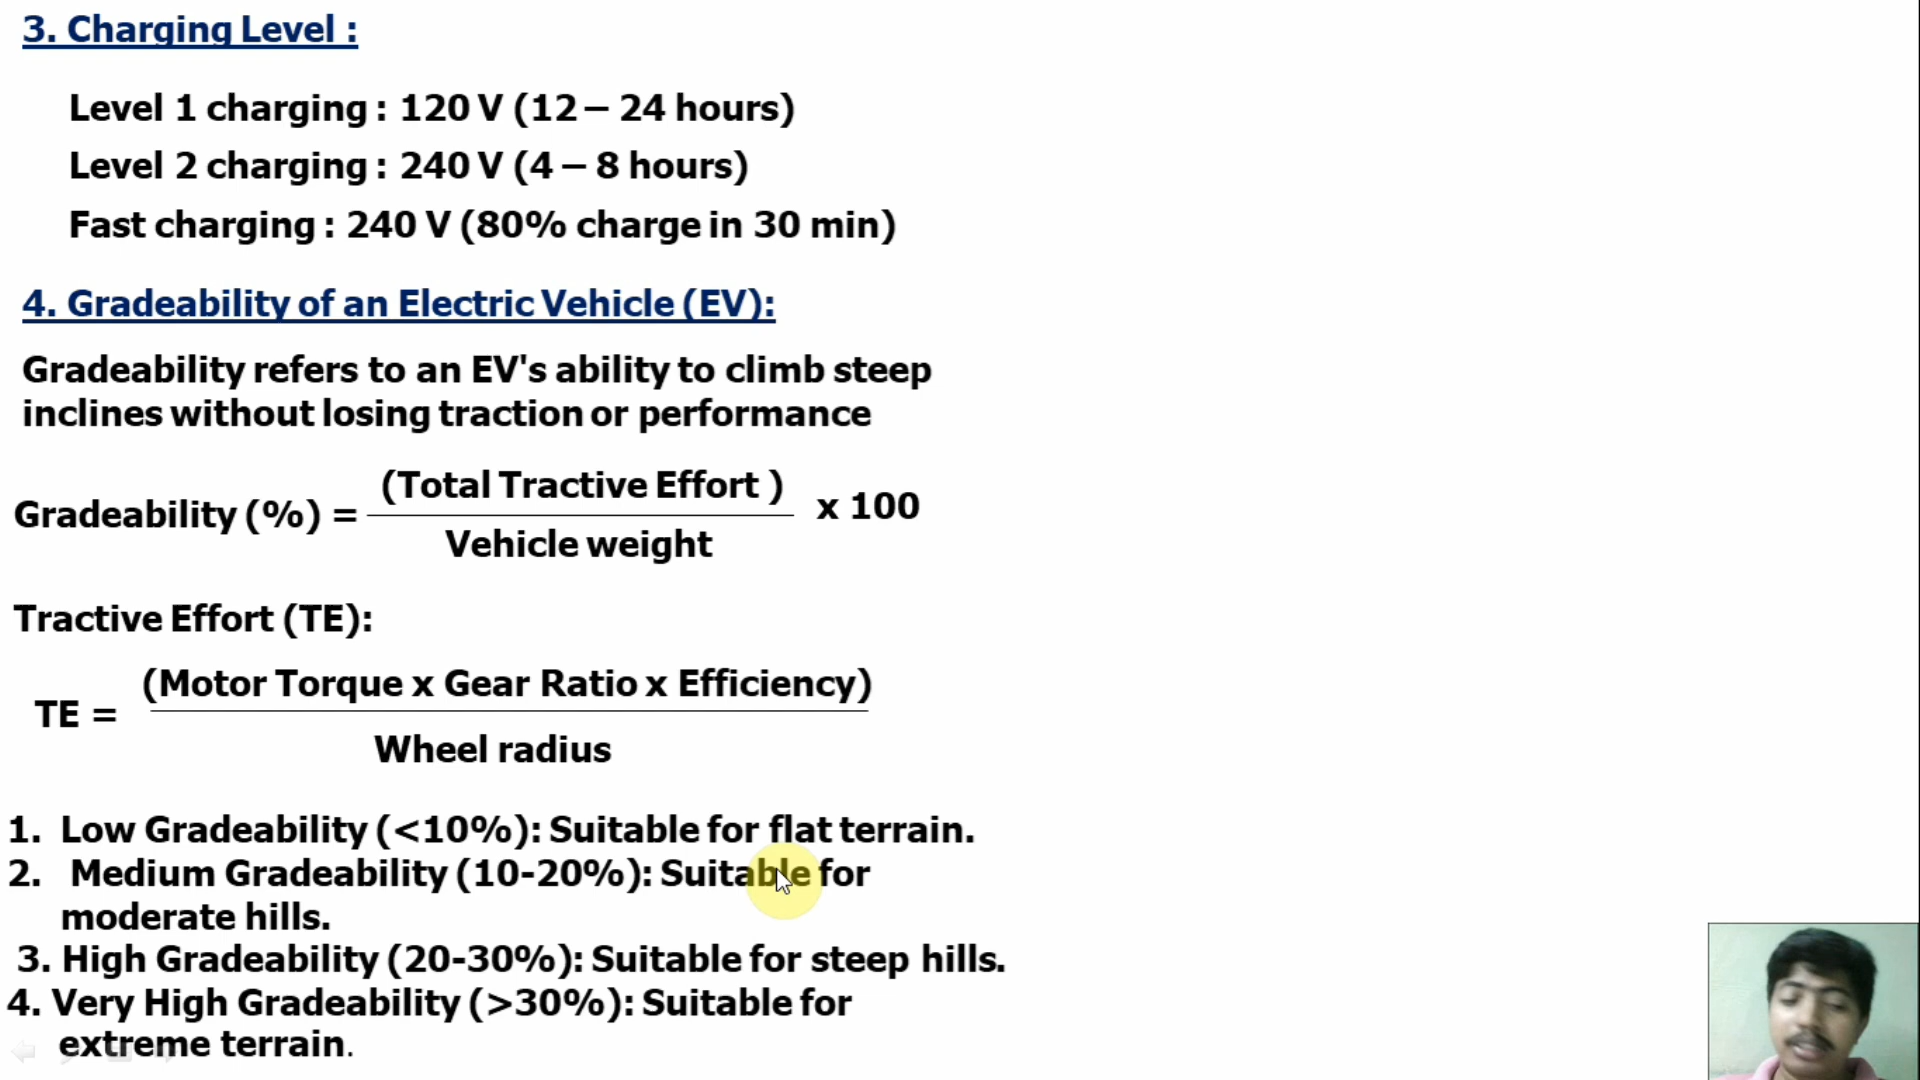 3. Charging Level :
Level 1 charging : 120 V (12 – 24 hours)
Level 2 charging : 240 V (4 – 8 hours)
Fast charging : 240 V (80% charge in 30 min)
4. Gradeability of an Electric Vehicle (EV):
Gradeability refers to an EV's ability to climb steep
inclines without losing traction or performance
(Total Tractive Effort )
Gradeability (%) = x 100
Vehicle weight
Tractive Effort (TE):
(Motor Torque x Gear Ratio x Efficiency)
TE =
Wheel radius
1. Low Gradeability (<10%): Suitable for flat terrain.
2. Medium Gradeability (10-20%): Suitable for
moderate hills.
3. High Gradeability (20-30%): Suitable for steep hills.
4. Very High Gradeability (>30%): Suitable for
extreme terrain.